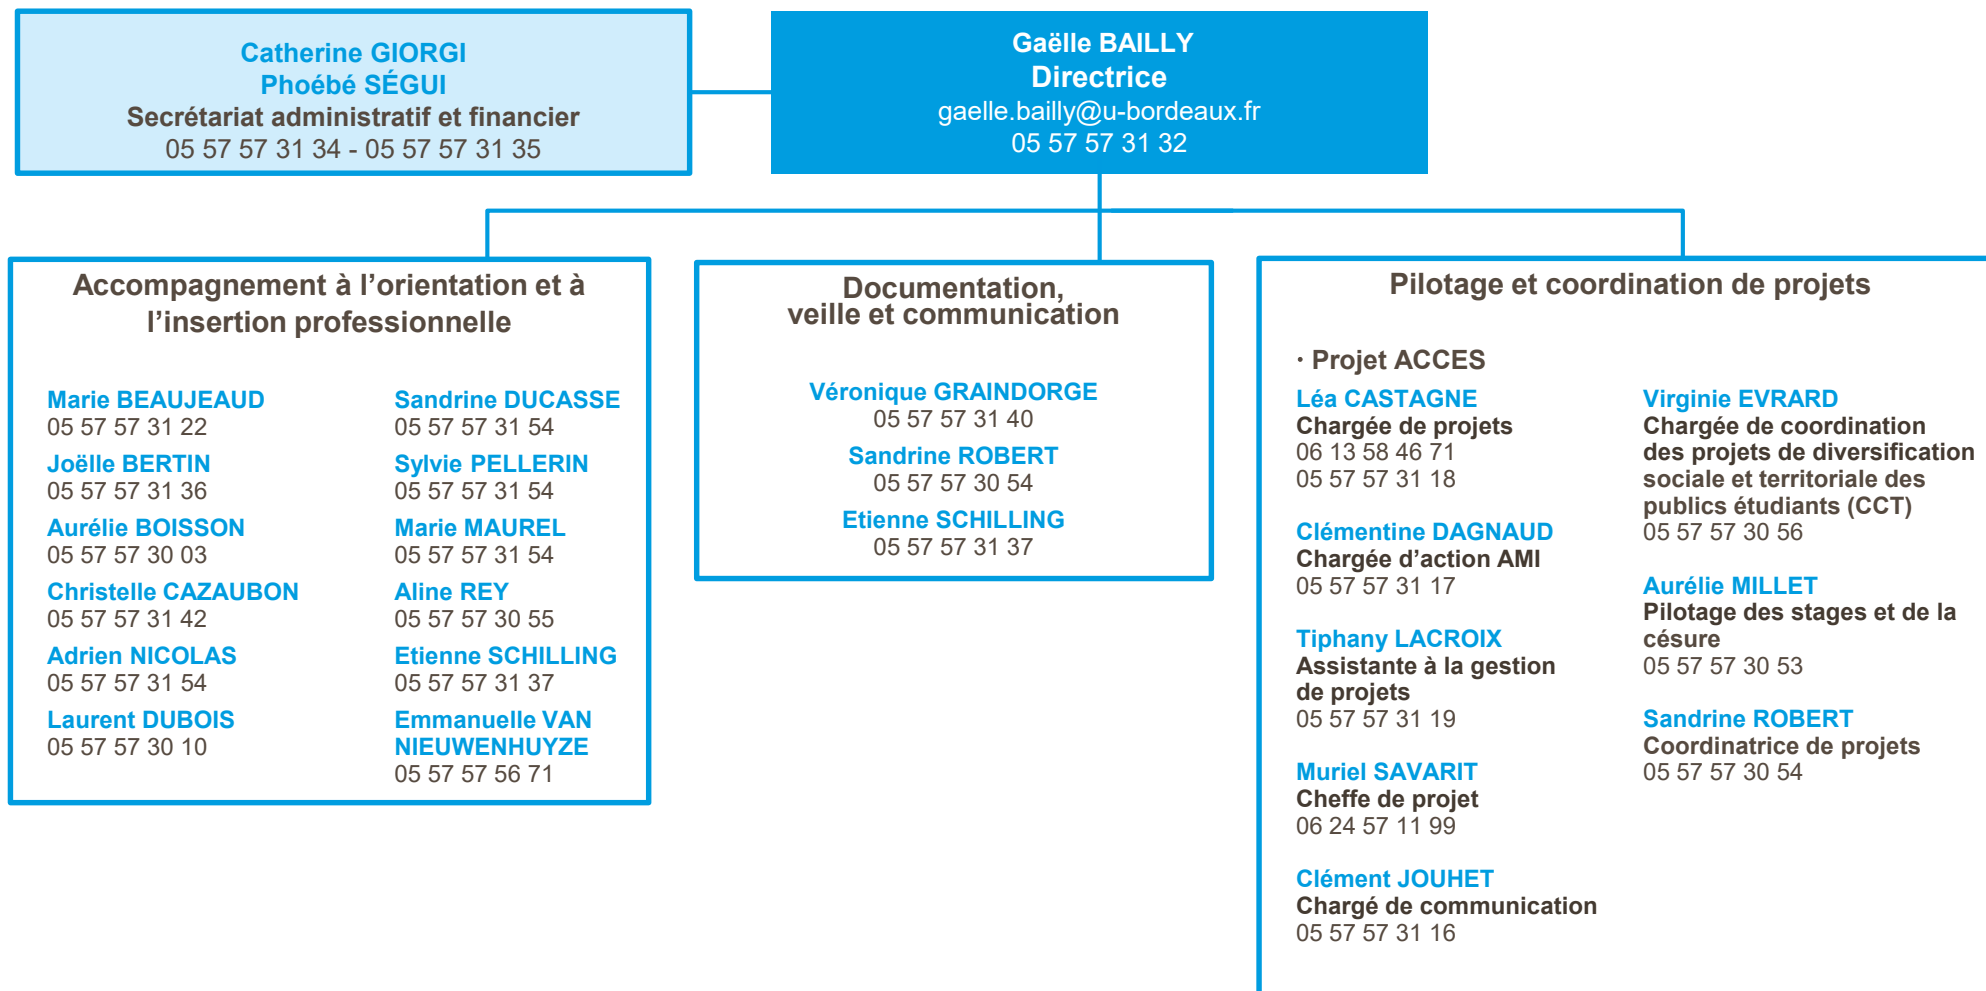 Catherine GIORGI
Phoébé SÉGUI
Secrétariat administratif et financier
05 57 57 31 34 - 05 57 57 31 35
Gaëlle BAILLY
Directrice
gaelle.bailly@u-bordeaux.fr
05 57 57 31 32
Accompagnement à l’orientation et à
l’insertion professionnelle
Marie BEAUJEAUD
05 57 57 31 22
Joëlle BERTIN
05 57 57 31 36
Aurélie BOISSON
05 57 57 30 03
Christelle CAZAUBON
05 57 57 31 42
Adrien NICOLAS
05 57 57 31 54
Laurent DUBOIS
05 57 57 30 10
Sandrine DUCASSE
05 57 57 31 54
Sylvie PELLERIN
05 57 57 31 54
Marie MAUREL
05 57 57 31 54
Aline REY
05 57 57 30 55
Etienne SCHILLING
05 57 57 31 37
Emmanuelle VAN
NIEUWENHUYZE
05 57 57 56 71
Documentation,
veille et communication
Véronique GRAINDORGE
05 57 57 31 40
Sandrine ROBERT
05 57 57 30 54
Etienne SCHILLING
05 57 57 31 37
Pilotage et coordination de projets
· Projet ACCES
Léa CASTAGNE
Chargée de projets
06 13 58 46 71
05 57 57 31 18
Clémentine DAGNAUD
Chargée d’action AMI
05 57 57 31 17
Tiphany LACROIX
Assistante à la gestion
de projets
05 57 57 31 19
Muriel SAVARIT
Cheffe de projet
06 24 57 11 99
Clément JOUHET
Chargé de communication
05 57 57 31 16
Virginie EVRARD
Chargée de coordination
des projets de diversification
sociale et territoriale des
publics étudiants (CCT)
05 57 57 30 56
Aurélie MILLET
Pilotage des stages et de la
césure
05 57 57 30 53
Sandrine ROBERT
Coordinatrice de projets
05 57 57 30 54